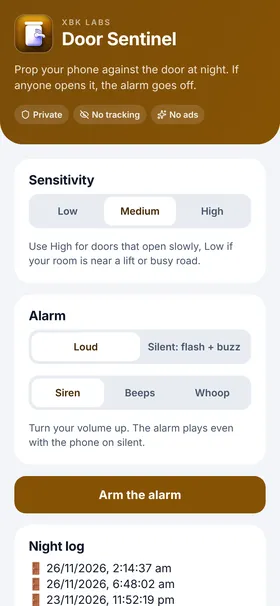 XBK LABS
Door Sentinel
Prop your phone against the door at night. If
anyone opens it, the alarm goes off.
Private
No tracking
No ads
Sensitivity
Low
Medium
High
Use High for doors that open slowly, Low if
your room is near a lift or busy road.
Alarm
Loud
Silent: flash + buzz
Siren
Beeps
Whoop
Turn your volume up. The alarm plays even
with the phone on silent.
Arm the alarm
Night log
🚪 26/11/2026, 2:14:37 am
🚪 26/11/2026, 6:48:02 am
🚪 23/11/2026, 11:52:19 pm